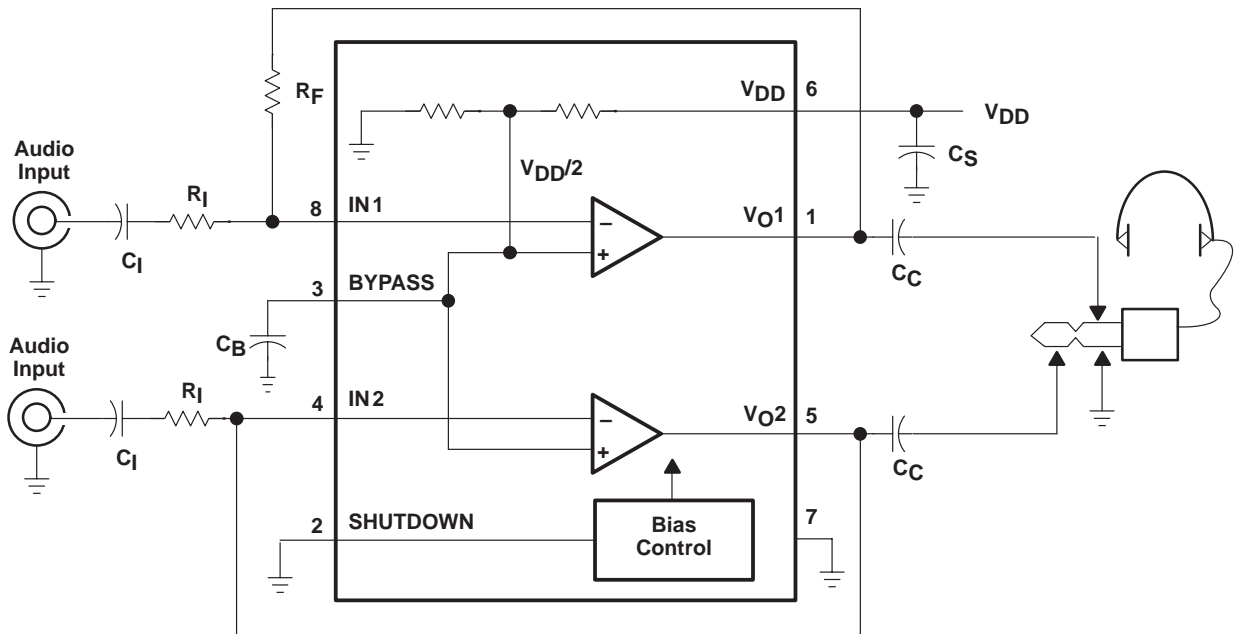 RF
VDD 6
VDD
CS
Audio
Input
VDD/2
RI
8 IN1
VO1 1
CI
CC
3 BYPASS
CB
Audio
Input
RI
4 IN2
VO2 5
CI
CC
2 SHUTDOWN
Bias
Control
7